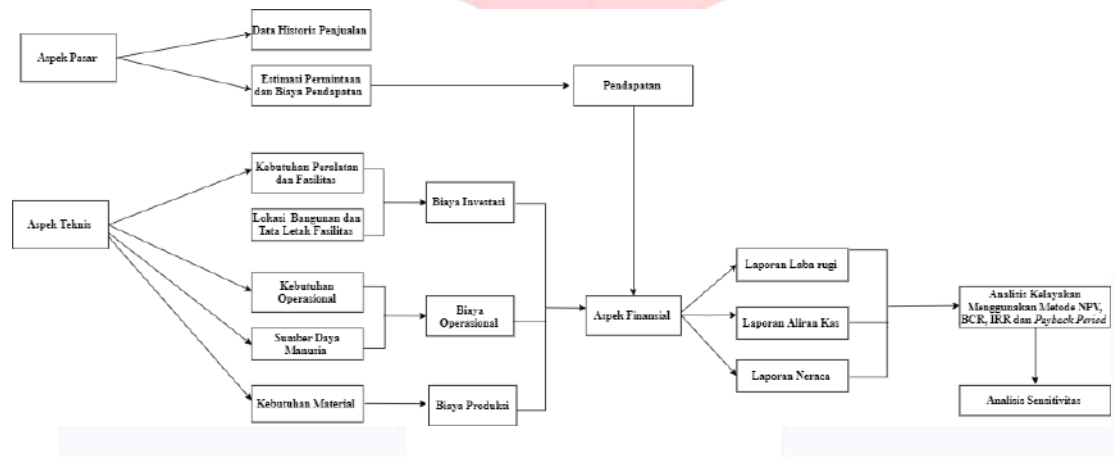 Aspek Pasar
Data Historis Penjualan
Estimasi Permintaan
dan Biaya Pendapatan
Pendapatan
Aspek Teknis
Kabutuhan Peralatan
dan Fasilitas
Lokasi Bangunan dan
Tata Letak Fasilitas
Biaya Investasi
Kebutuhan
Operasional
Sumber Daya
Manusia
Biaya
Operasional
Kebutuhan Material
Biaya Produksi
Aspek Finansial
Laporan Laba rugi
Laporan Aliran Kas
Laporan Neraca
Analisis Kelayakan
Menggunakan Metode NPV,
BCR, IRR dan Payback Period
Analisis Sensitivitas